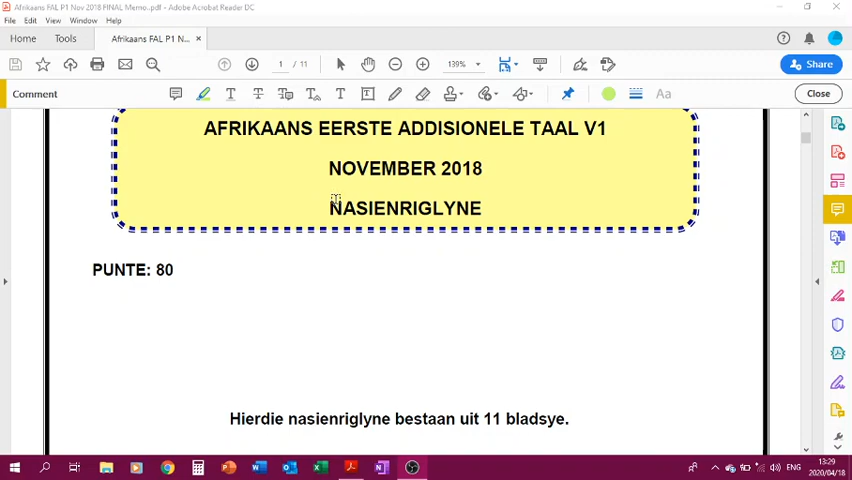 Afrikaans FAL P1 Nov 2018 FINAL Memo.pdf - Adobe Acrobat Reader DC
File Edit View Window Help
Home Tools Afrikaans FAL P1 N... ×
1 / 11 139% Share
Comment Aa Close
AFRIKAANS EERSTE ADDISIONELE TAAL V1
NOVEMBER 2018
NASIENRIGLYNE
PUNTE: 80
Hierdie nasienriglyne bestaan uit 11 bladsye.
ENG 13:29
2020/04/18